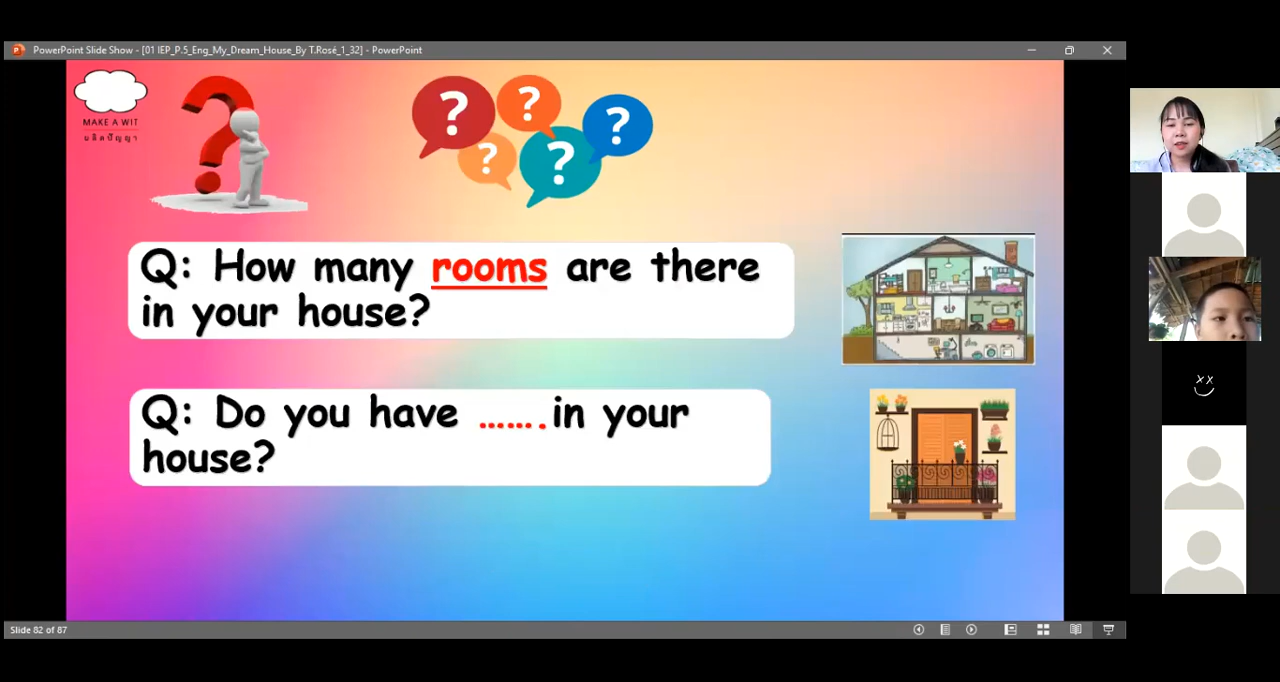 PowerPoint Slide Show - [01 IEP_P.5_Eng_My_Dream_House_By T.Rosé_1_32] - PowerPoint
MAKE A WIT
? ? ? ? ?
Q: How many rooms are there
in your house?
Q: Do you have ....... in your
house?
Slide 82 of 87